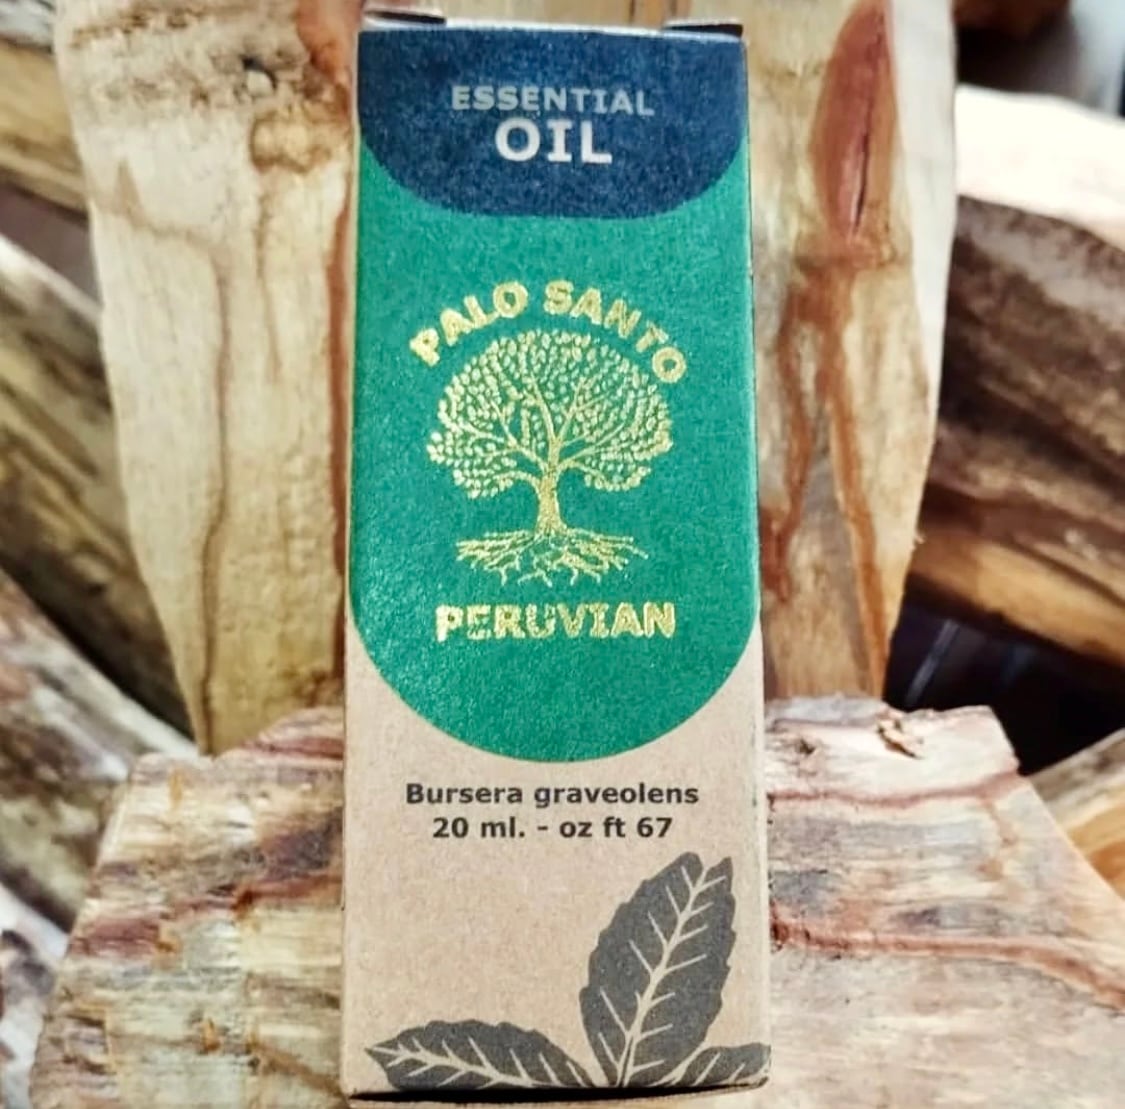 ESSENTIAL
OIL
PALO SANTO
PERUVIAN
Bursera graveolens
20 ml. - oz ft 67